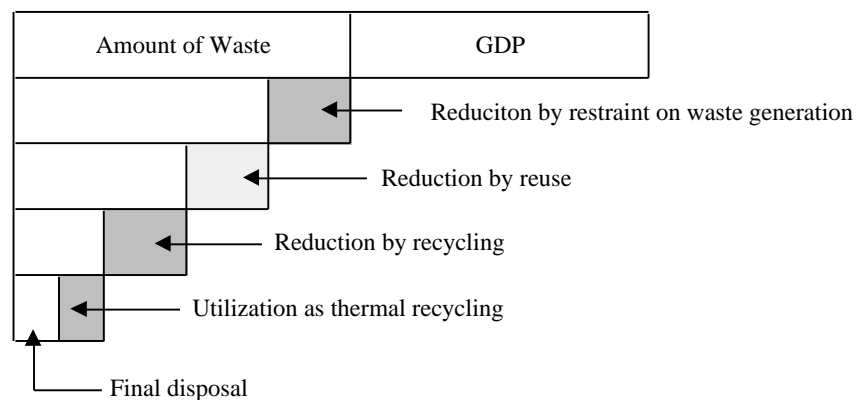 Amount of Waste
GDP
Reduciton by restraint on waste generation
Reduction by reuse
Reduction by recycling
Utilization as thermal recycling
Final disposal